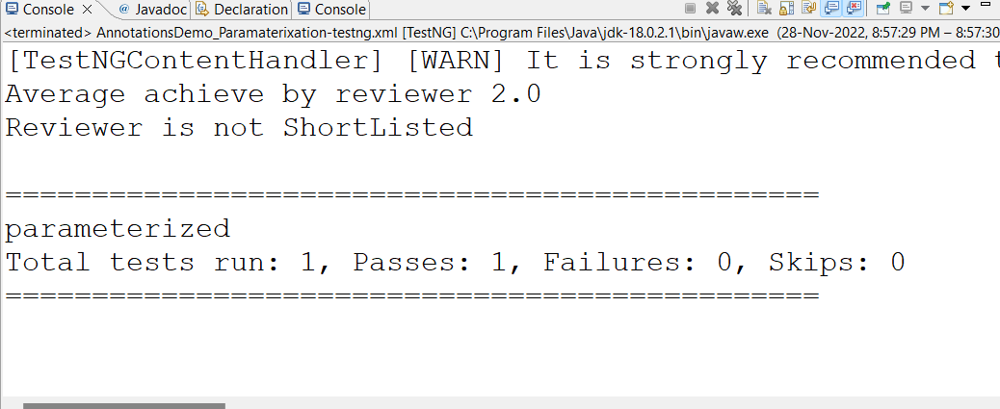 Console @ Javadoc Declaration Console
<terminated> AnnotationsDemo_Paramaterixation-testng.xml [TestNG] C:\Program Files\Java\jdk-18.0.2.1\bin\javaw.exe (28-Nov-2022, 8:57:29 PM – 8:57:30
[TestNGContentHandler] [WARN] It is strongly recommended
Average achieve by reviewer 2.0
Reviewer is not ShortListed
===============================================
parameterized
Total tests run: 1, Passes: 1, Failures: 0, Skips: 0
===============================================